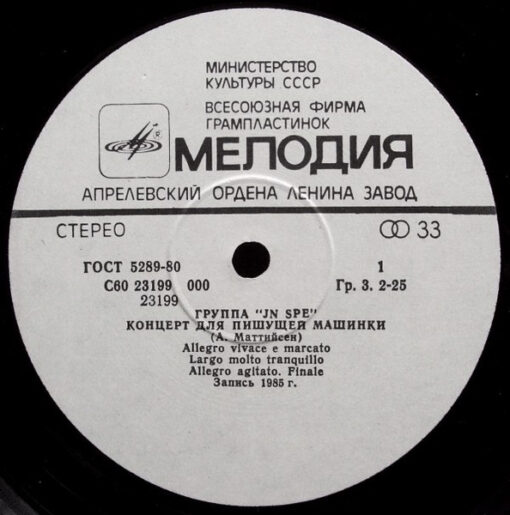 МИНИСТЕРСТВО
КУЛЬТУРЫ СССР
ВСЕСОЮЗНАЯ ФИРМА
ГРАМПЛАСТИНОК
МЕЛОДИЯ
АПРЕЛЕВСКИЙ ОРДЕНА ЛЕНИНА ЗАВОД
СТЕРЕО 33
ГОСТ 5289-80 1
С60 23199 000 Гр. 3. 2-25
23199
ГРУППА "JN SPE"
КОНЦЕРТ ДЛЯ ПИШУЩЕЙ МАШИНКИ
(А. Маттийсен)
Allegro vivace e marcato
Largo molto tranquillo
Allegro agitato. Finale
Запись 1985 г.